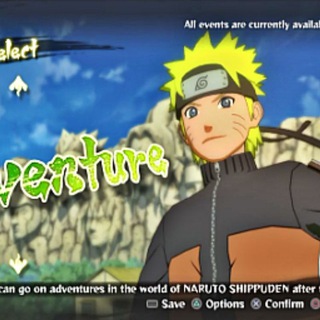 All events are currently availa
elect
venture
can go on adventures in the world of NARUTO SHIPPUDEN after
Save Options Confirm